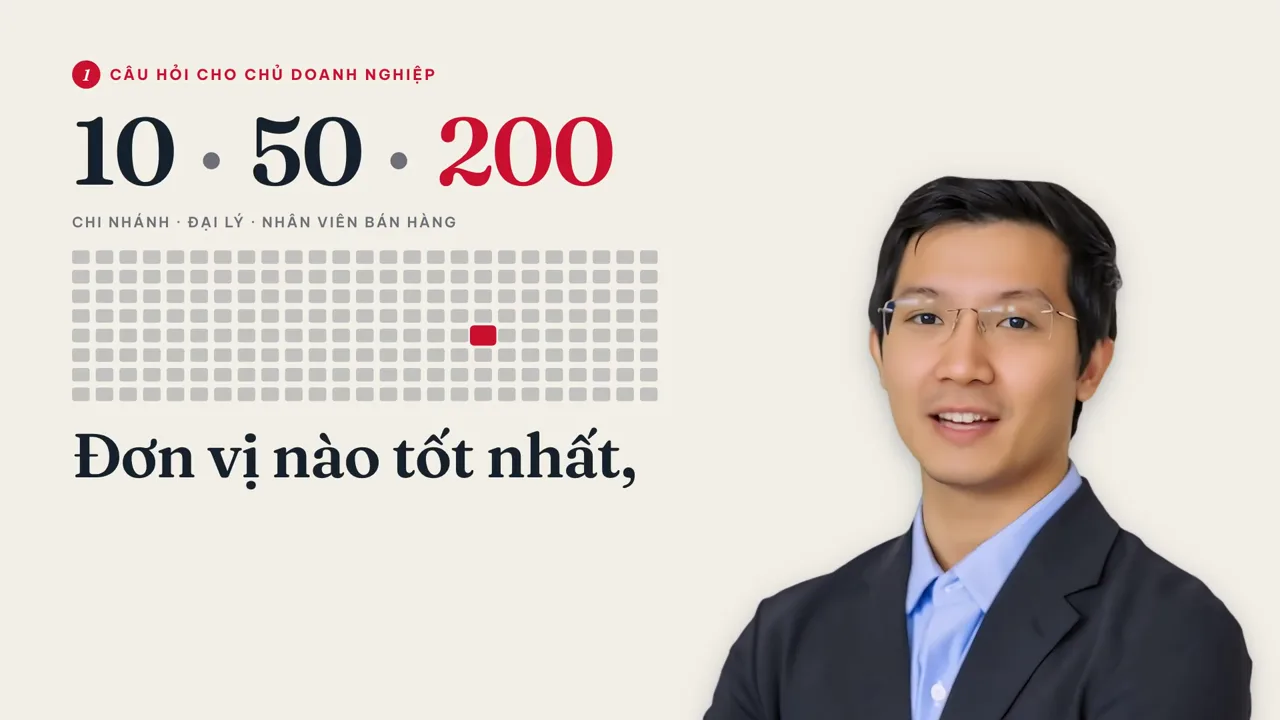 1 CÂU HỎI CHO CHỦ DOANH NGHIỆP
10 • 50 • 200
CHI NHÁNH · ĐẠI LÝ · NHÂN VIÊN BÁN HÀNG
Đơn vị nào tốt nhất,